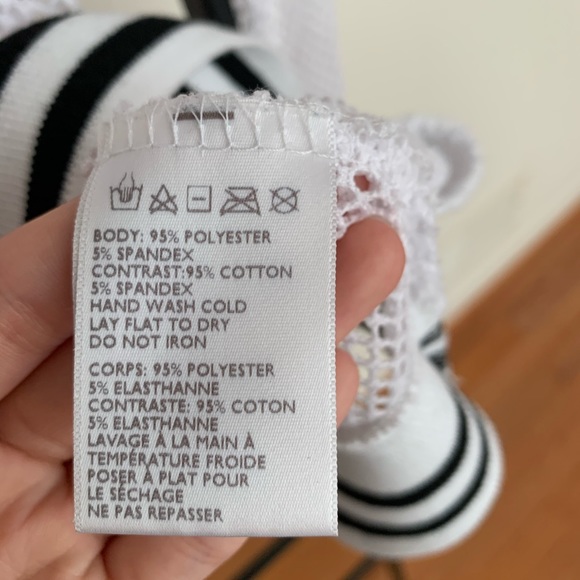 BODY: 95% POLYESTER
5% SPANDEX
CONTRAST:95% COTTON
5% SPANDEX
HAND WASH COLD
LAY FLAT TO DRY
DO NOT IRON
CORPS: 95% POLYESTER
5% ELASTHANNE
CONTRASTE: 95% COTON
5% ELASTHANNE
LAVAGE À LA MAIN À
TEMPÉRATURE FROIDE
POSER À PLAT POUR
LE SÉCHAGE
NE PAS REPASSER